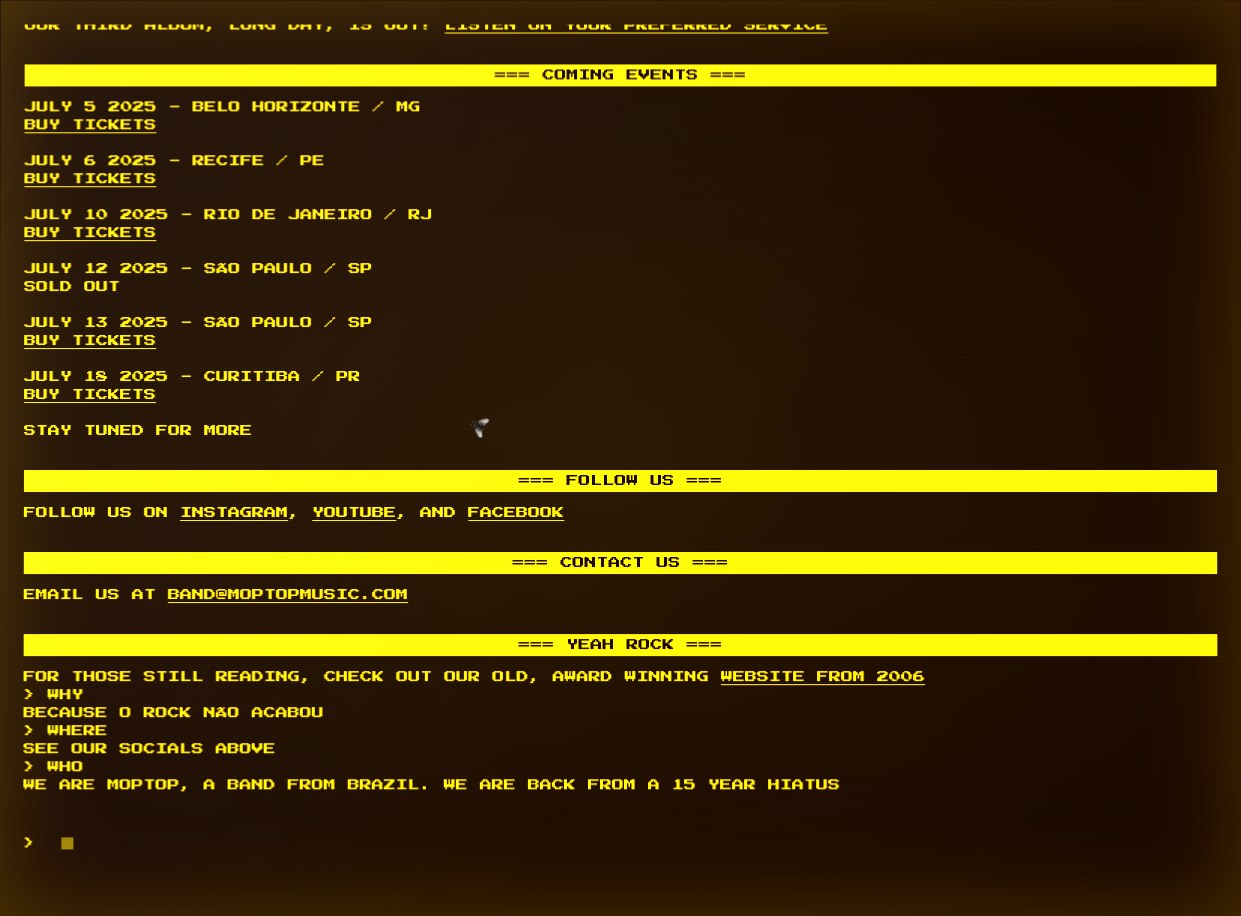 OUR THIRD ALBUM, LONG DAY, IS OUT! LISTEN ON YOUR PREFERRED SERVICE
=== COMING EVENTS ===
JULY 5 2025 - BELO HORIZONTE / MG
BUY TICKETS
JULY 6 2025 - RECIFE / PE
BUY TICKETS
JULY 10 2025 - RIO DE JANEIRO / RJ
BUY TICKETS
JULY 12 2025 - SÃO PAULO / SP
SOLD OUT
JULY 13 2025 - SÃO PAULO / SP
BUY TICKETS
JULY 18 2025 - CURITIBA / PR
BUY TICKETS
STAY TUNED FOR MORE
=== FOLLOW US ===
FOLLOW US ON INSTAGRAM, YOUTUBE, AND FACEBOOK
=== CONTACT US ===
EMAIL US AT BAND@MOPTOPMUSIC.COM
=== YEAH ROCK ===
FOR THOSE STILL READING, CHECK OUT OUR OLD, AWARD WINNING WEBSITE FROM 2006
> WHY
BECAUSE O ROCK NÃO ACABOU
> WHERE
SEE OUR SOCIALS ABOVE
> WHO
WE ARE MOPTOP, A BAND FROM BRAZIL. WE ARE BACK FROM A 15 YEAR HIATUS
>